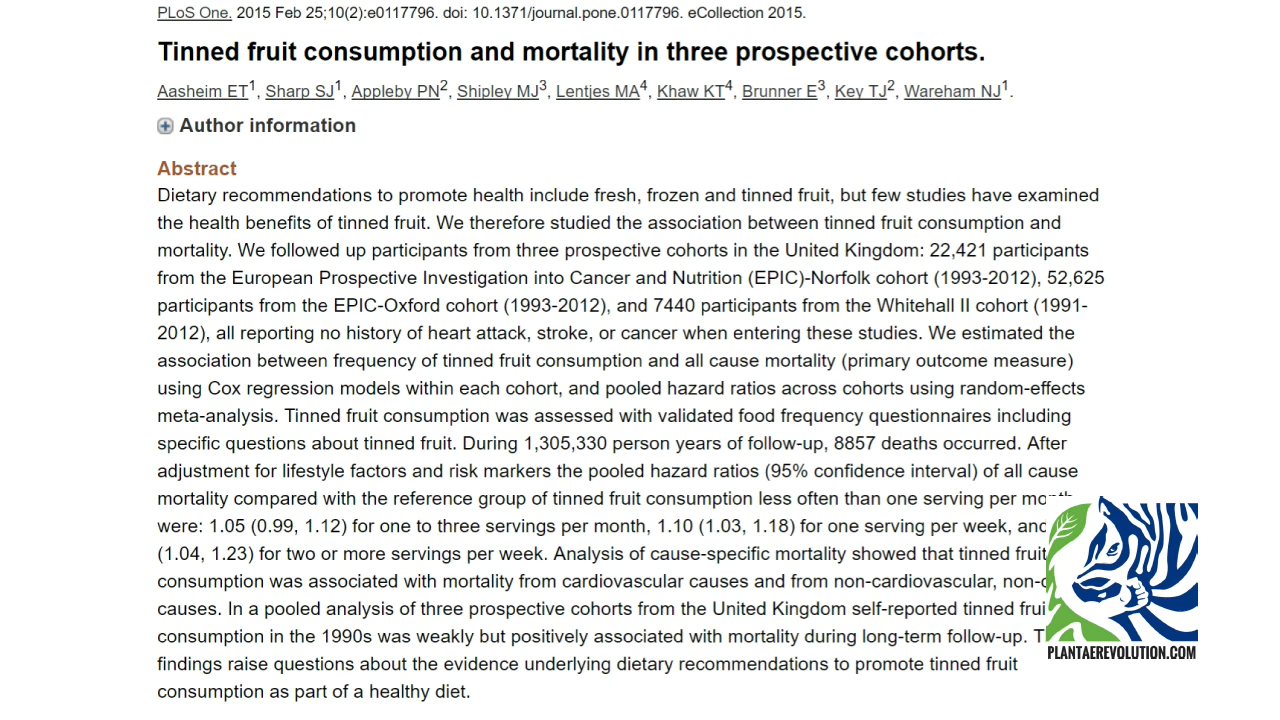 PLoS One. 2015 Feb 25;10(2):e0117796. doi: 10.1371/journal.pone.0117796. eCollection 2015.
Tinned fruit consumption and mortality in three prospective cohorts.
Aasheim ET1, Sharp SJ1, Appleby PN2, Shipley MJ3, Lentjes MA4, Khaw KT4, Brunner E3, Key TJ2, Wareham NJ1.
Author information
Abstract
Dietary recommendations to promote health include fresh, frozen and tinned fruit, but few studies have examined
the health benefits of tinned fruit. We therefore studied the association between tinned fruit consumption and
mortality. We followed up participants from three prospective cohorts in the United Kingdom: 22,421 participants
from the European Prospective Investigation into Cancer and Nutrition (EPIC)-Norfolk cohort (1993-2012), 52,625
participants from the EPIC-Oxford cohort (1993-2012), and 7440 participants from the Whitehall II cohort (1991-
2012), all reporting no history of heart attack, stroke, or cancer when entering these studies. We estimated the
association between frequency of tinned fruit consumption and all cause mortality (primary outcome measure)
using Cox regression models within each cohort, and pooled hazard ratios across cohorts using random-effects
meta-analysis. Tinned fruit consumption was assessed with validated food frequency questionnaires including
specific questions about tinned fruit. During 1,305,330 person years of follow-up, 8857 deaths occurred. After
adjustment for lifestyle factors and risk markers the pooled hazard ratios (95% confidence interval) of all cause
mortality compared with the reference group of tinned fruit consumption less often than one serving per month
were: 1.05 (0.99, 1.12) for one to three servings per month, 1.10 (1.03, 1.18) for one serving per week, and
(1.04, 1.23) for two or more servings per week. Analysis of cause-specific mortality showed that tinned fruit
consumption was associated with mortality from cardiovascular causes and from non-cardiovascular,
causes. In a pooled analysis of three prospective cohorts from the United Kingdom self-reported tinned
consumption in the 1990s was weakly but positively associated with mortality during long-term follow-up.
findings raise questions about the evidence underlying dietary recommendations to promote tinned fruit
consumption as part of a healthy diet.
PLANTAEREVOLUTION.COM